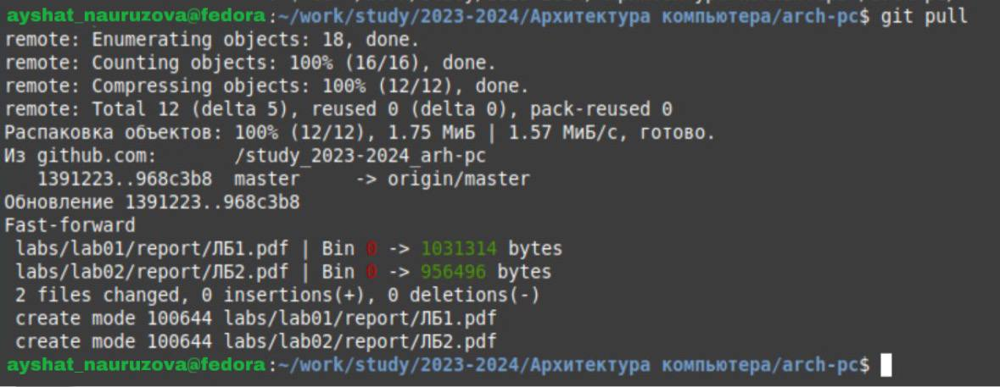 ayshat_nauruzova@fedora:~/work/study/2023-2024/Архитектура компьютера/arch-pc$ git pull
remote: Enumerating objects: 18, done.
remote: Counting objects: 100% (16/16), done.
remote: Compressing objects: 100% (12/12), done.
remote: Total 12 (delta 5), reused 0 (delta 0), pack-reused 0
Распаковка объектов: 100% (12/12), 1.75 МиБ | 1.57 МиБ/с, готово.
Из github.com:       /study_2023-2024_arh-pc
   1391223..968c3b8  master     -> origin/master
Обновление 1391223..968c3b8
Fast-forward
 labs/lab01/report/ЛБ1.pdf | Bin 0 -> 1031314 bytes
 labs/lab02/report/ЛБ2.pdf | Bin 0 -> 956496 bytes
 2 files changed, 0 insertions(+), 0 deletions(-)
 create mode 100644 labs/lab01/report/ЛБ1.pdf
 create mode 100644 labs/lab02/report/ЛБ2.pdf
ayshat_nauruzova@fedora:~/work/study/2023-2024/Архитектура компьютера/arch-pc$